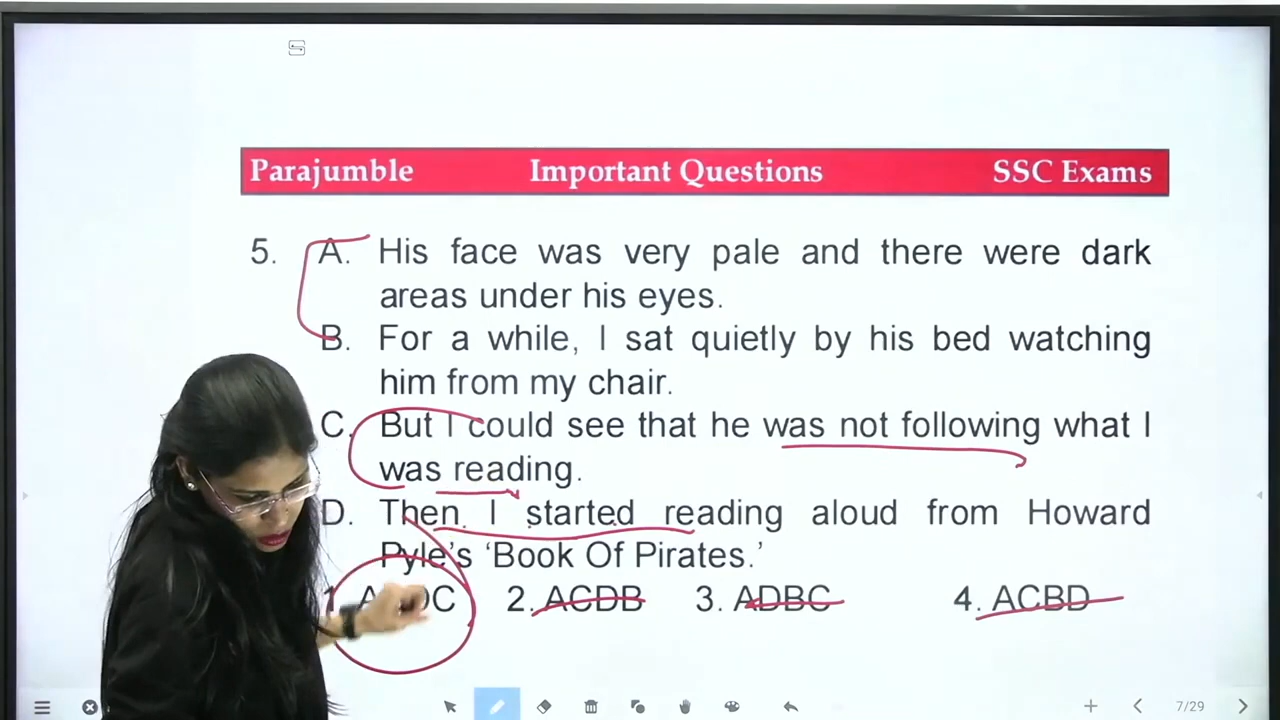 Parajumble Important Questions SSC Exams
5. A. His face was very pale and there were dark
areas under his eyes.
B. For a while, I sat quietly by his bed watching
him from my chair.
C. But I could see that he was not following what I
was reading.
D. Then I started reading aloud from Howard
Pyle's ‘Book Of Pirates.’
1. 2. ACDB 3. ADBC 4. ACBD
7/29